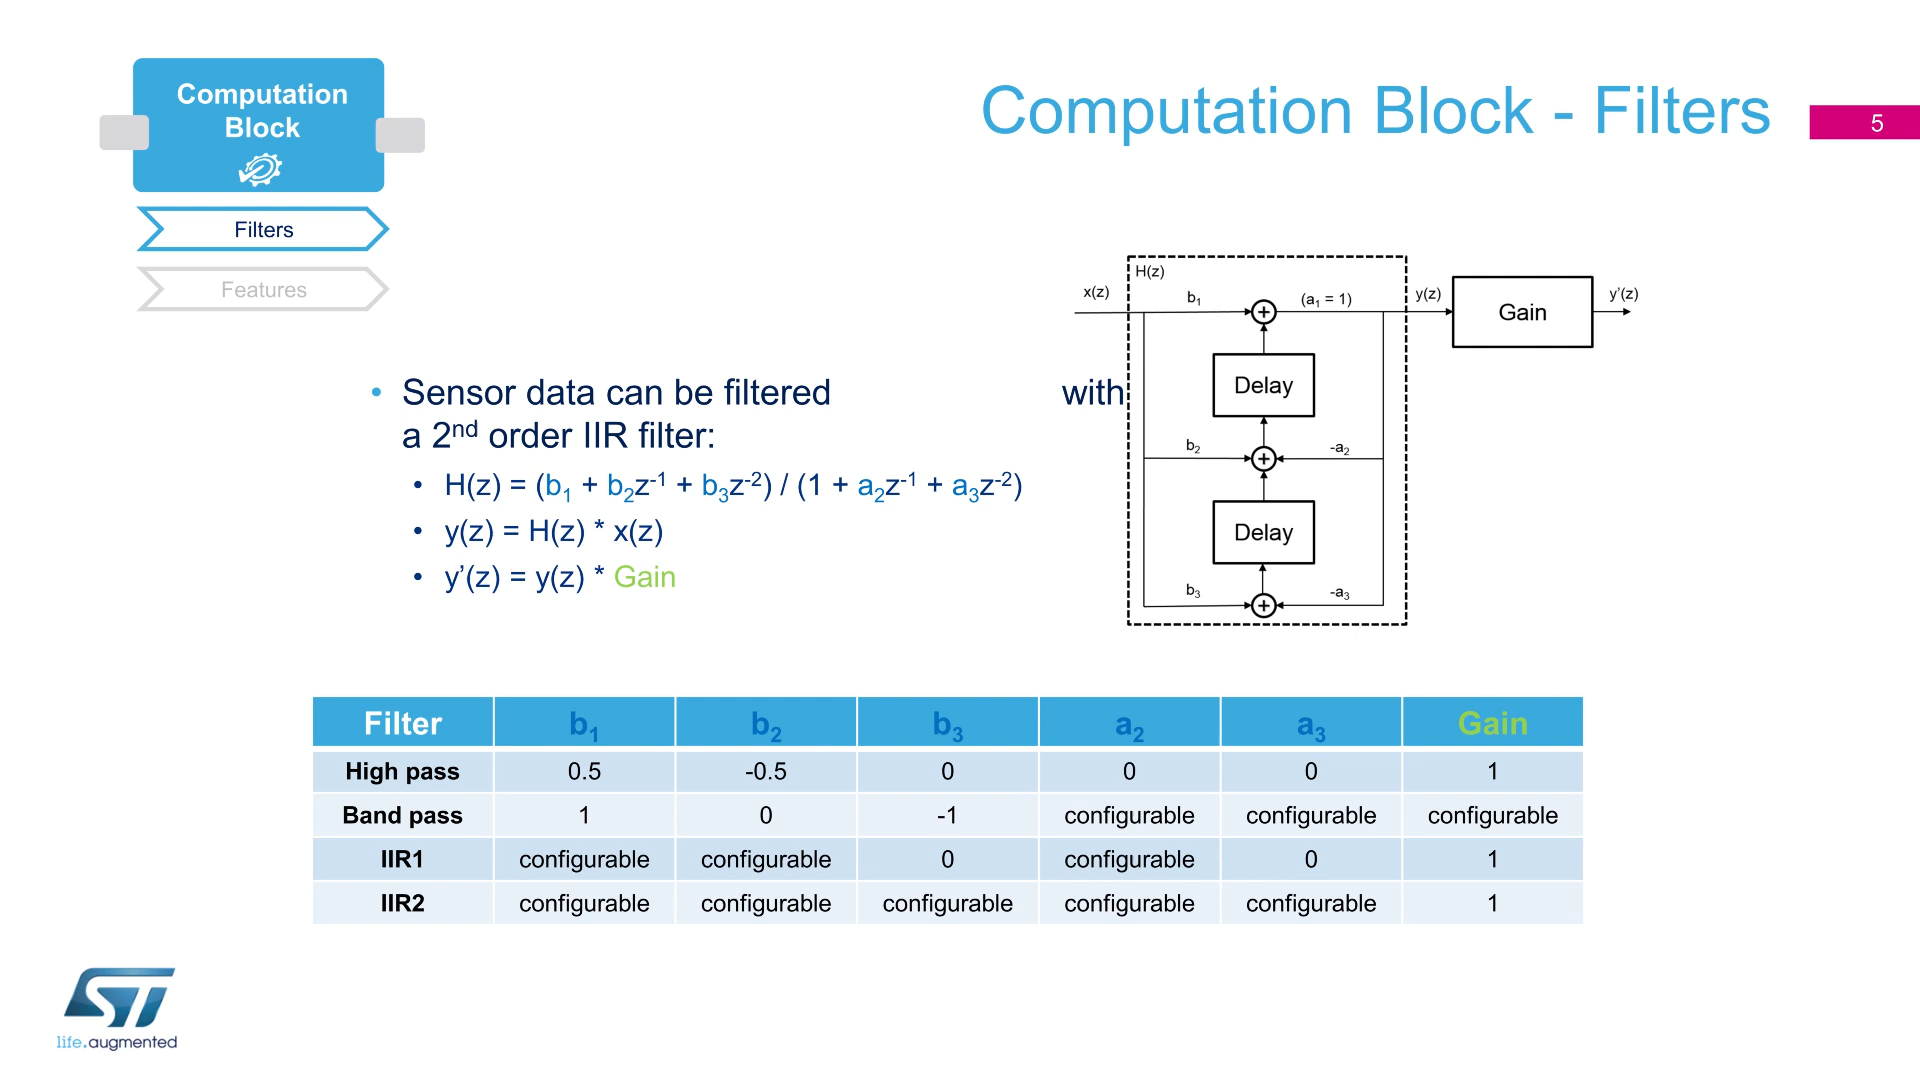 Computation
Block
Computation Block - Filters
5
Filters
Features
H(z)
x(z)
b1
(a1 = 1)
y(z)
Gain
y’(z)
Delay
b2
-a2
Delay
b3
-a3
• Sensor data can be filtered with
a 2nd order IIR filter:
• H(z) = (b1 + b2z-1 + b3z-2) / (1 + a2z-1 + a3z-2)
• y(z) = H(z) * x(z)
• y’(z) = y(z) * Gain
Filter b1 b2 b3 a2 a3 Gain
High pass 0.5 -0.5 0 0 0 1
Band pass 1 0 -1 configurable configurable configurable
IIR1 configurable configurable 0 configurable 0 1
IIR2 configurable configurable configurable configurable configurable 1
ST
life.augmented